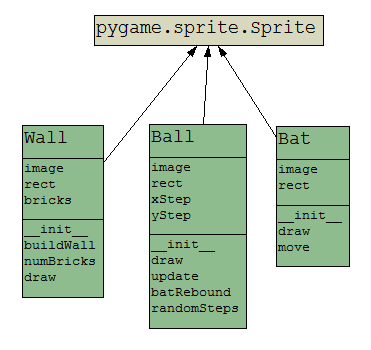 pygame.sprite.Sprite
Wall
image
rect
bricks
__init__
buildWall
numBricks
draw
Ball
image
rect
xStep
yStep
__init__
draw
update
batRebound
randomSteps
Bat
image
rect
__init__
draw
move